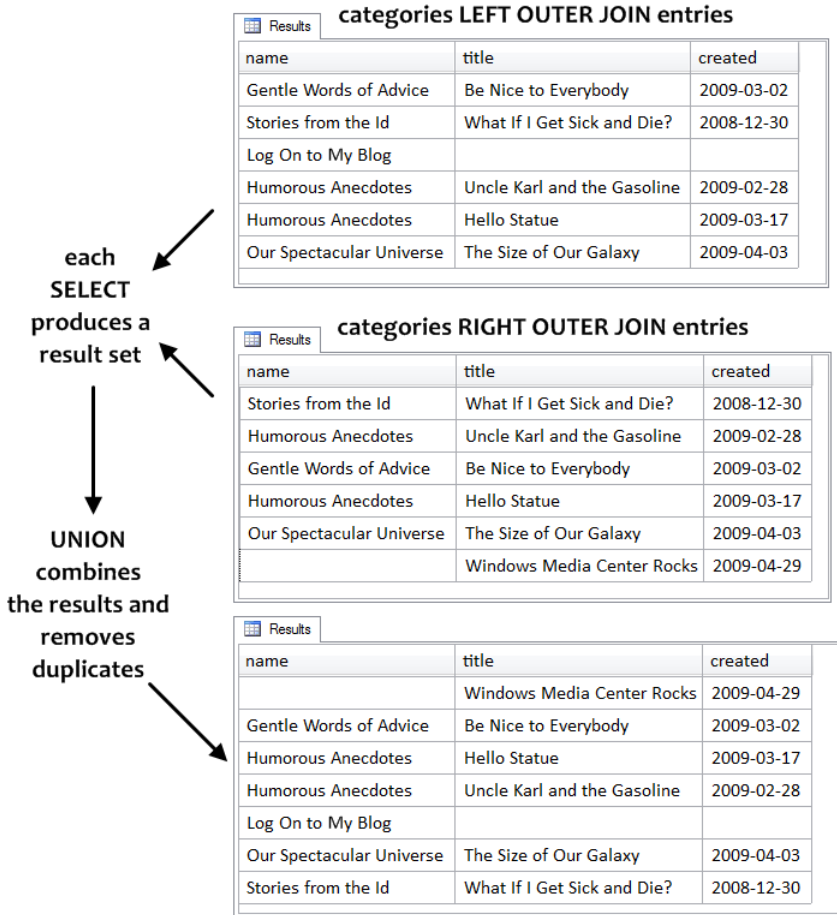 categories LEFT OUTER JOIN entries
Results
name title created
Gentle Words of Advice Be Nice to Everybody 2009-03-02
Stories from the Id What If I Get Sick and Die? 2008-12-30
Log On to My Blog
Humorous Anecdotes Uncle Karl and the Gasoline 2009-02-28
Humorous Anecdotes Hello Statue 2009-03-17
Our Spectacular Universe The Size of Our Galaxy 2009-04-03
each
SELECT
produces a
result set
categories RIGHT OUTER JOIN entries
Results
name title created
Stories from the Id What If I Get Sick and Die? 2008-12-30
Humorous Anecdotes Uncle Karl and the Gasoline 2009-02-28
Gentle Words of Advice Be Nice to Everybody 2009-03-02
Humorous Anecdotes Hello Statue 2009-03-17
Our Spectacular Universe The Size of Our Galaxy 2009-04-03
Windows Media Center Rocks 2009-04-29
UNION
combines
the results and
removes
duplicates
Results
name title created
Windows Media Center Rocks 2009-04-29
Gentle Words of Advice Be Nice to Everybody 2009-03-02
Humorous Anecdotes Hello Statue 2009-03-17
Humorous Anecdotes Uncle Karl and the Gasoline 2009-02-28
Log On to My Blog
Our Spectacular Universe The Size of Our Galaxy 2009-04-03
Stories from the Id What If I Get Sick and Die? 2008-12-30